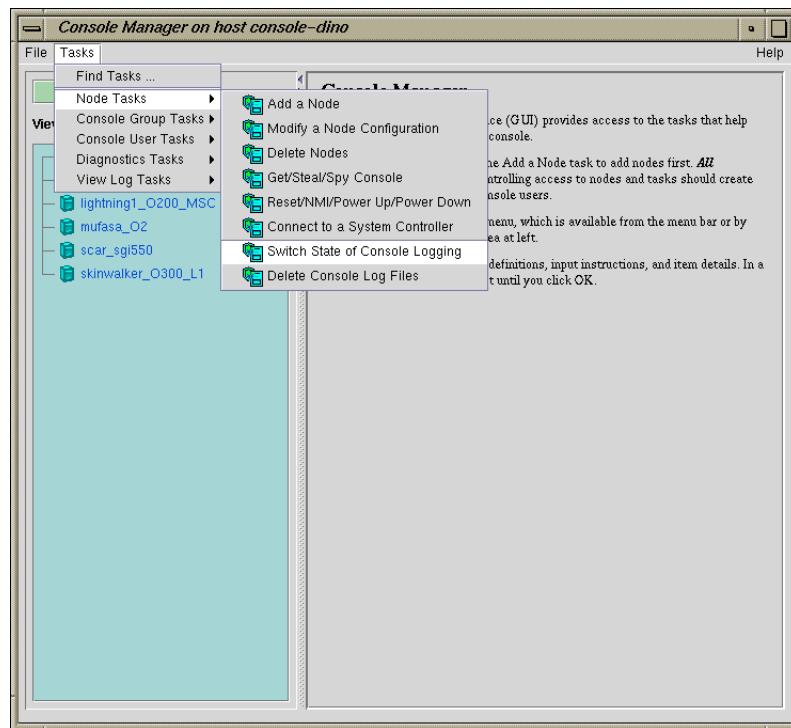 Console Manager on host console-dino
File Tasks Help
Find Tasks ...
Node Tasks
Console Group Tasks
Console User Tasks
Diagnostics Tasks
View Log Tasks
Add a Node
Modify a Node Configuration
Delete Nodes
Get/Steal/Spy Console
Reset/NMI/Power Up/Power Down
Connect to a System Controller
Switch State of Console Logging
Delete Console Log Files
lightning1_O200_MSC
mufasa_O2
scar_sgi550
skinwalker_O300_L1
Console Manager
(GUI) provides access to the tasks that help
console.
Add a Node task to add nodes first. All
controlling access to nodes and tasks should create
users.
menu, which is available from the menu bar or by
at left.
definitions, input instructions, and item details. In a
until you click OK.